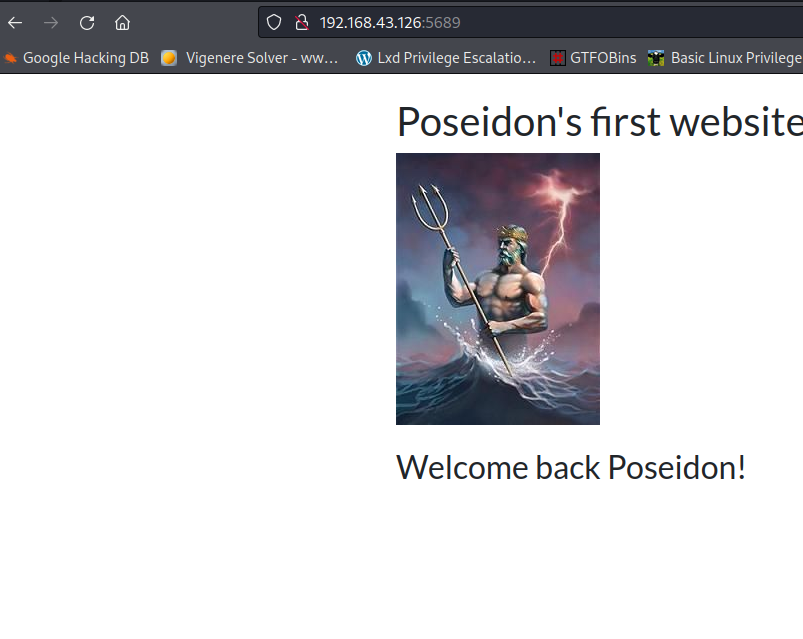 192.168.43.126:5689
Google Hacking DB Vigenere Solver - ww… Lxd Privilege Escalatio… GTFOBins Basic Linux Privilege
Poseidon's first website
Welcome back Poseidon!